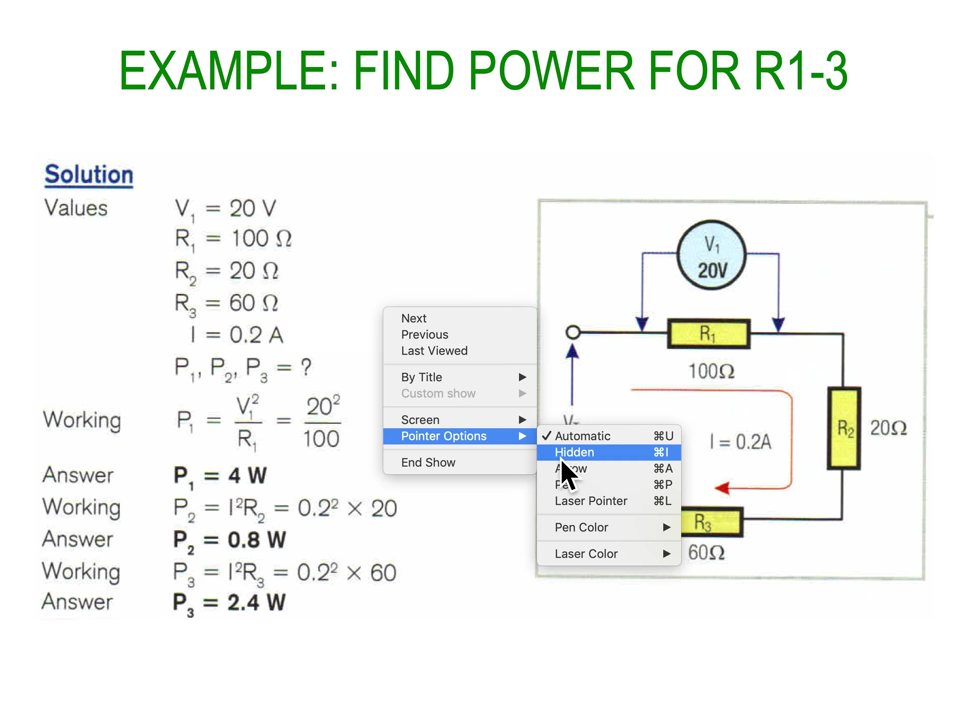 EXAMPLE: FIND POWER FOR R1-3
Solution
Values V₁ = 20 V
R₁ = 100 Ω
R₂ = 20 Ω
R₃ = 60 Ω
I = 0.2 A
P₁, P₂, P₃ = ?
Working P₁ = V₁²/R₁ = 20²/100
Answer P₁ = 4 W
Working P₂ = I²R₂ = 0.2² × 20
Answer P₂ = 0.8 W
Working P₃ = I²R₃ = 0.2² × 60
Answer P₃ = 2.4 W
Next
Previous
Last Viewed
By Title
Custom show
Screen
Pointer Options
End Show
✓ Automatic ⌘U
Hidden ⌘I
⌘A
⌘P
Laser Pointer ⌘L
Pen Color
Laser Color
V₁
20V
R₁
100Ω
R₂ 20Ω
I = 0.2A
R₃
60Ω